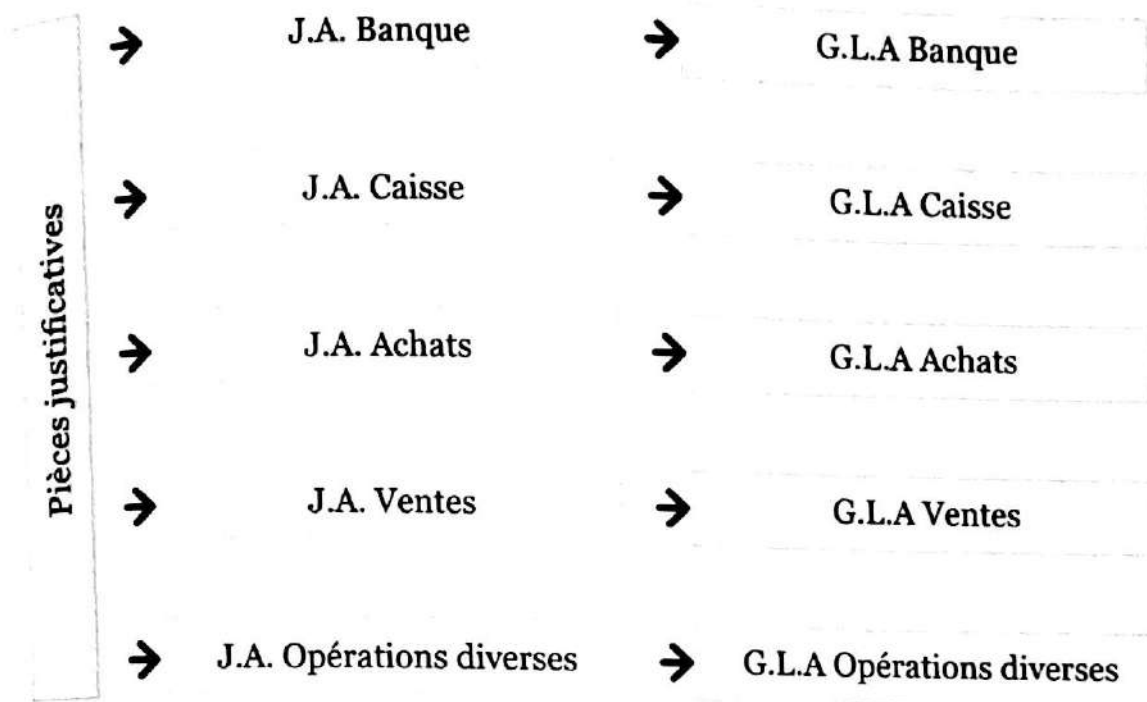 Pièces justificatives
→ J.A. Banque → G.L.A Banque
→ J.A. Caisse → G.L.A Caisse
→ J.A. Achats → G.L.A Achats
→ J.A. Ventes → G.L.A Ventes
→ J.A. Opérations diverses → G.L.A Opérations diverses